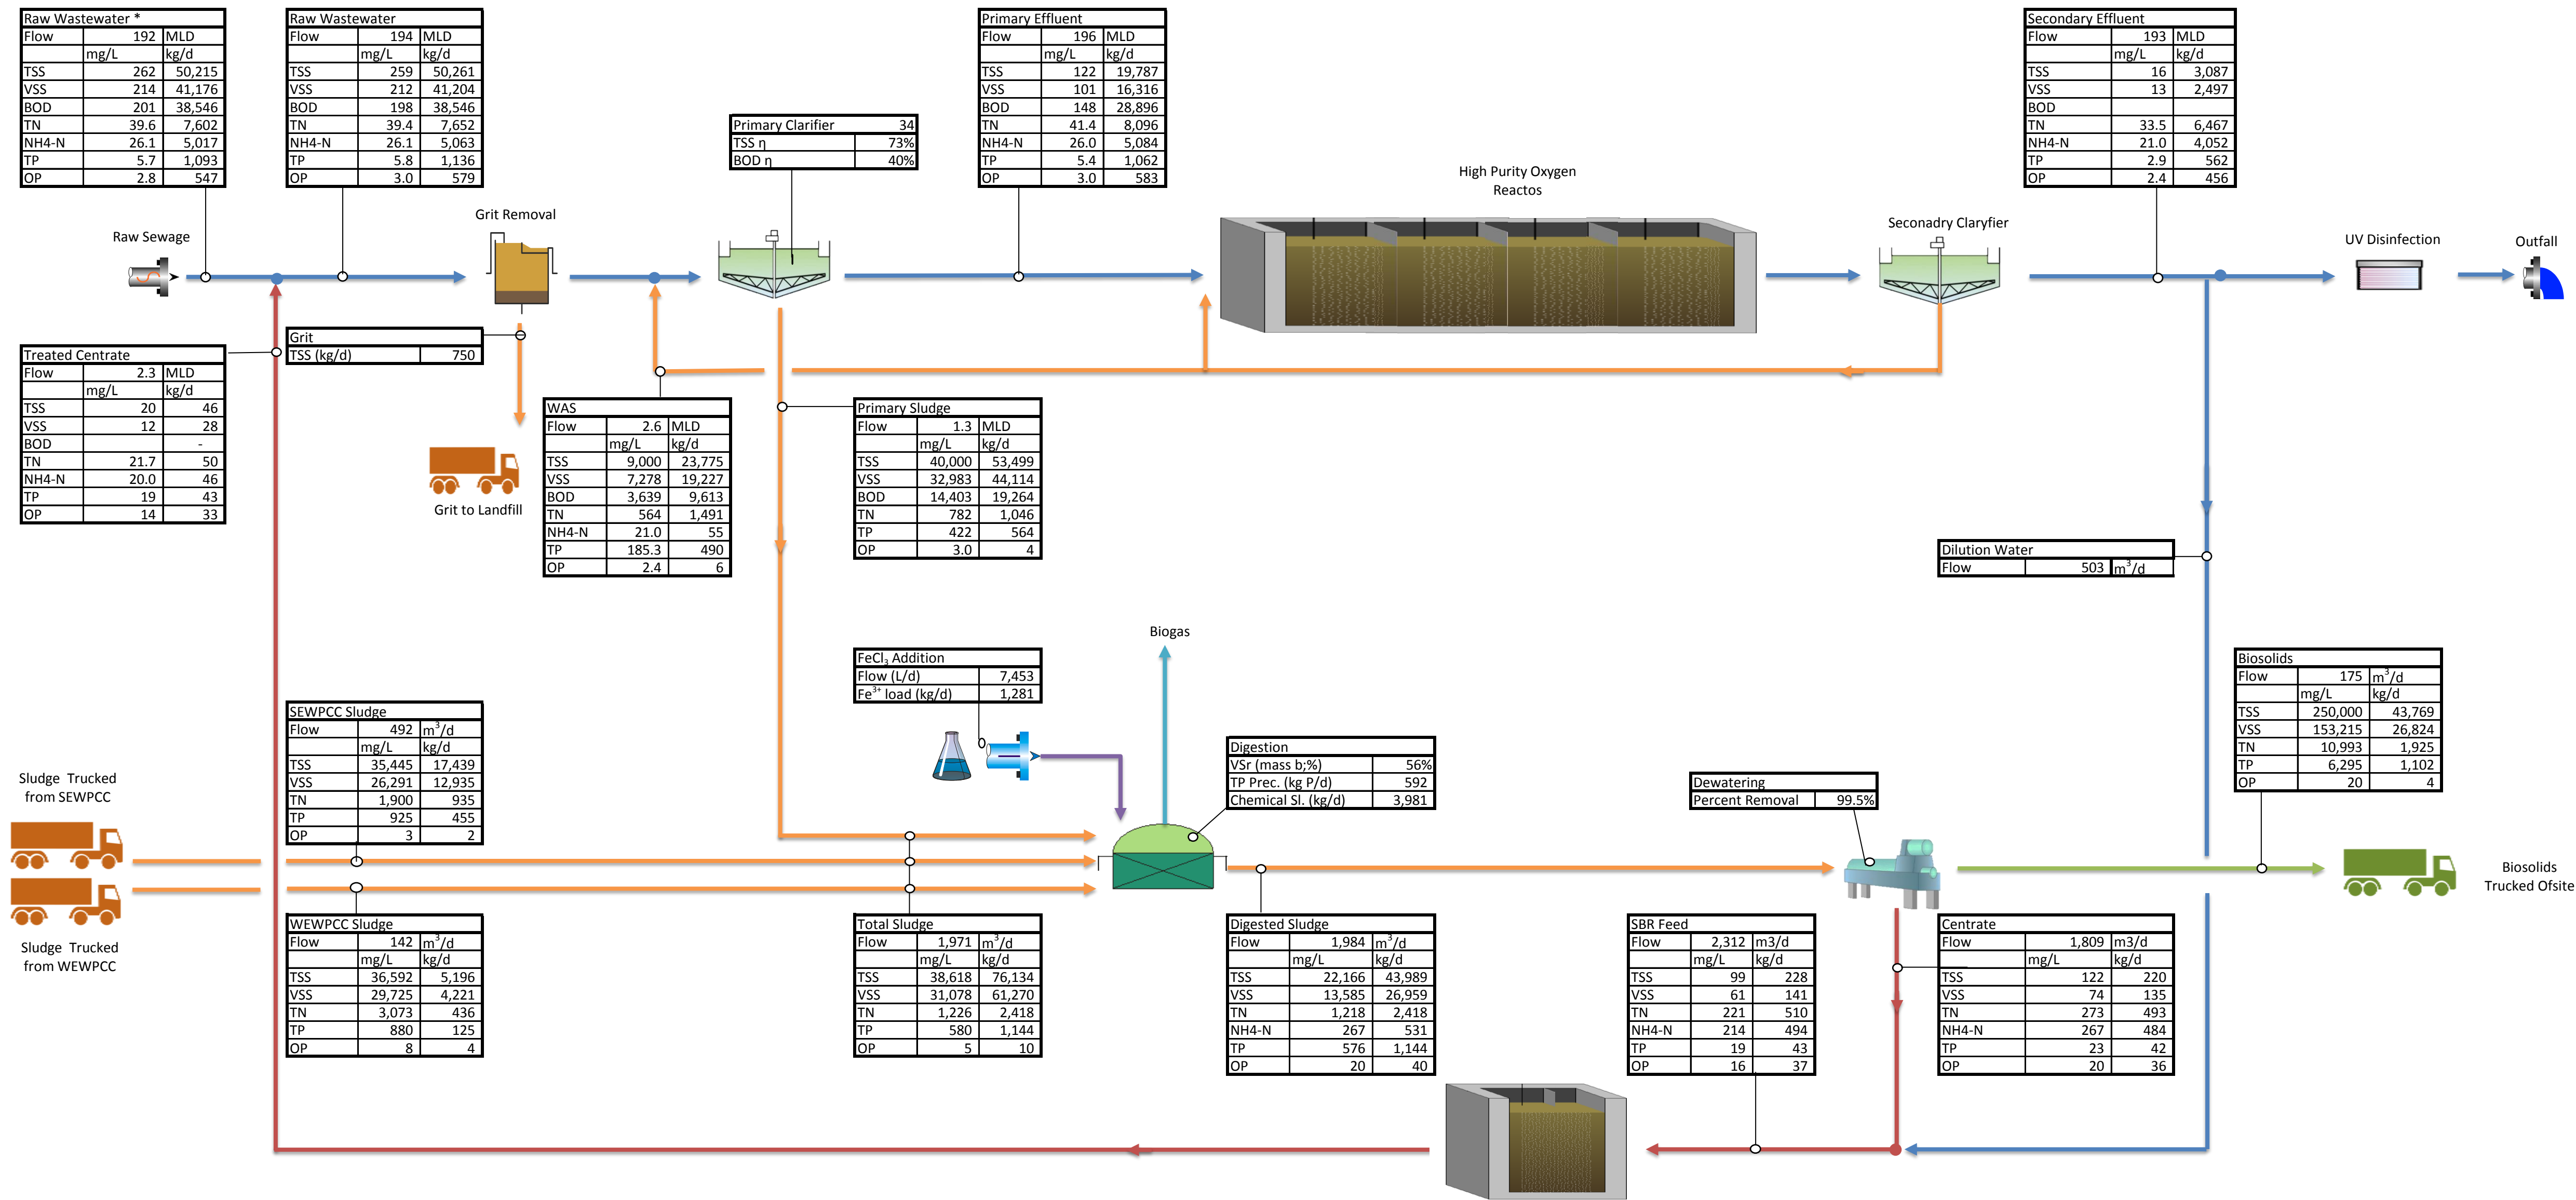 Raw Wastewater *
Flow 192 MLD
mg/L kg/d
TSS 262 50,215
VSS 214 41,176
BOD 201 38,546
TN 39.6 7,602
NH4-N 26.1 5,017
TP 5.7 1,093
OP 2.8 547
Raw Wastewater
Flow 194 MLD
mg/L kg/d
TSS 259 50,261
VSS 212 41,204
BOD 198 38,546
TN 39.4 7,652
NH4-N 26.1 5,063
TP 5.8 1,136
OP 3.0 579
Primary Clarifier 34
TSS η 73%
BOD η 40%
Primary Effluent
Flow 196 MLD
mg/L kg/d
TSS 122 19,787
VSS 101 16,316
BOD 148 28,896
TN 41.4 8,096
NH4-N 26.0 5,084
TP 5.4 1,062
OP 3.0 583
Secondary Effluent
Flow 193 MLD
mg/L kg/d
TSS 16 3,087
VSS 13 2,497
BOD
TN 33.5 6,467
NH4-N 21.0 4,052
TP 2.9 562
OP 2.4 456
High Purity Oxygen
Reactos
Raw Sewage
Grit Removal
Seconadry Claryfier
UV Disinfection
Outfall
Treated Centrate
Flow 2.3 MLD
mg/L kg/d
TSS 20 46
VSS 12 28
BOD -
TN 21.7 50
NH4-N 20.0 46
TP 19 43
OP 14 33
Grit
TSS (kg/d) 750
Grit to Landfill
WAS
Flow 2.6 MLD
mg/L kg/d
TSS 9,000 23,775
VSS 7,278 19,227
BOD 3,639 9,613
TN 564 1,491
NH4-N 21.0 55
TP 185.3 490
OP 2.4 6
Primary Sludge
Flow 1.3 MLD
mg/L kg/d
TSS 40,000 53,499
VSS 32,983 44,114
BOD 14,403 19,264
TN 782 1,046
TP 422 564
OP 3.0 4
Dilution Water
Flow 503 m³/d
Biogas
FeCl₃ Addition
Flow (L/d) 7,453
Fe³⁺ load (kg/d) 1,281
Biosolids
Flow 175 m³/d
mg/L kg/d
TSS 250,000 43,769
VSS 153,215 26,824
TN 10,993 1,925
TP 6,295 1,102
OP 20 4
SEWPCC Sludge
Flow 492 m³/d
mg/L kg/d
TSS 35,445 17,439
VSS 26,291 12,935
TN 1,900 935
TP 925 455
OP 3 2
Digestion
VSr (mass b;%) 56%
TP Prec. (kg P/d) 592
Chemical Sl. (kg/d) 3,981
Dewatering
Percent Removal 99.5%
Sludge Trucked
from SEWPCC
Sludge Trucked
from WEWPCC
Biosolids
Trucked Ofsite
WEWPCC Sludge
Flow 142 m³/d
mg/L kg/d
TSS 36,592 5,196
VSS 29,725 4,221
TN 3,073 436
TP 880 125
OP 8 4
Total Sludge
Flow 1,971 m³/d
mg/L kg/d
TSS 38,618 76,134
VSS 31,078 61,270
TN 1,226 2,418
TP 580 1,144
OP 5 10
Digested Sludge
Flow 1,984 m³/d
mg/L kg/d
TSS 22,166 43,989
VSS 13,585 26,959
TN 1,218 2,418
NH4-N 267 531
TP 576 1,144
OP 20 40
SBR Feed
Flow 2,312 m3/d
mg/L kg/d
TSS 99 228
VSS 61 141
TN 221 510
NH4-N 214 494
TP 19 43
OP 16 37
Centrate
Flow 1,809 m3/d
mg/L kg/d
TSS 122 220
VSS 74 135
TN 273 493
NH4-N 267 484
TP 23 42
OP 20 36